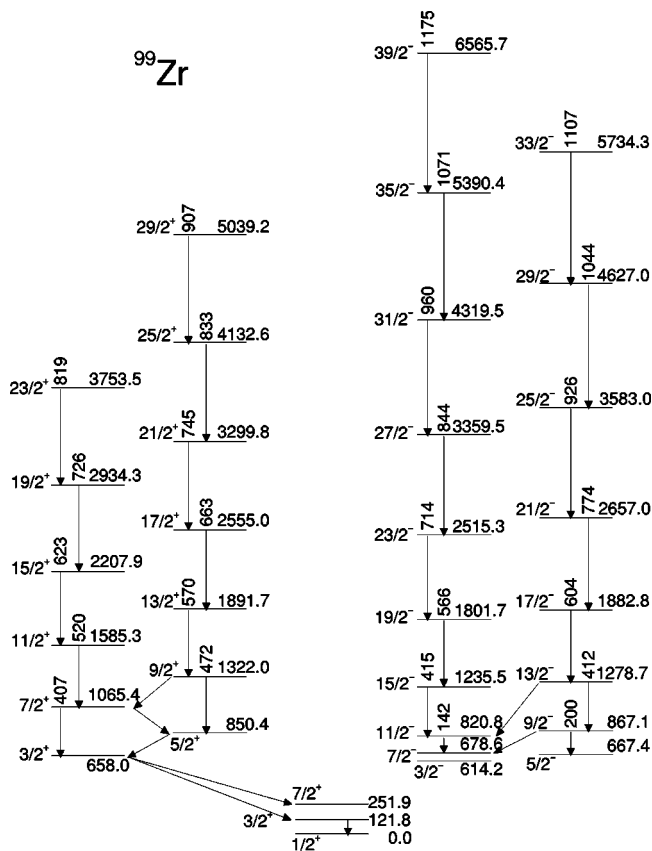 ⁹⁹Zr
39/2⁻ 1175 6565.7
33/2⁻ 1107 5734.3
35/2⁻ 1071 5390.4
29/2⁺ 907 5039.2
29/2⁻ 1044 4627.0
31/2⁻ 960 4319.5
25/2⁺ 833 4132.6
23/2⁺ 819 3753.5
25/2⁻ 926 3583.0
27/2⁻ 844 3359.5
21/2⁺ 745 3299.8
19/2⁺ 726 2934.3
21/2⁻ 774 2657.0
17/2⁺ 663 2555.0
23/2⁻ 714 2515.3
15/2⁺ 623 2207.9
13/2⁺ 570 1891.7
17/2⁻ 604 1882.8
19/2⁻ 566 1801.7
11/2⁺ 520 1585.3
9/2⁺ 472 1322.0
13/2⁻ 412 1278.7
15/2⁻ 415 1235.5
7/2⁺ 407 1065.4
9/2⁻ 200 867.1
5/2⁺ 850.4
11/2⁻ 142 820.8
7/2⁻ 678.6
5/2⁻ 667.4
3/2⁺ 658.0
3/2⁻ 614.2
7/2⁺ 251.9
3/2⁺ 121.8
1/2⁺ 0.0